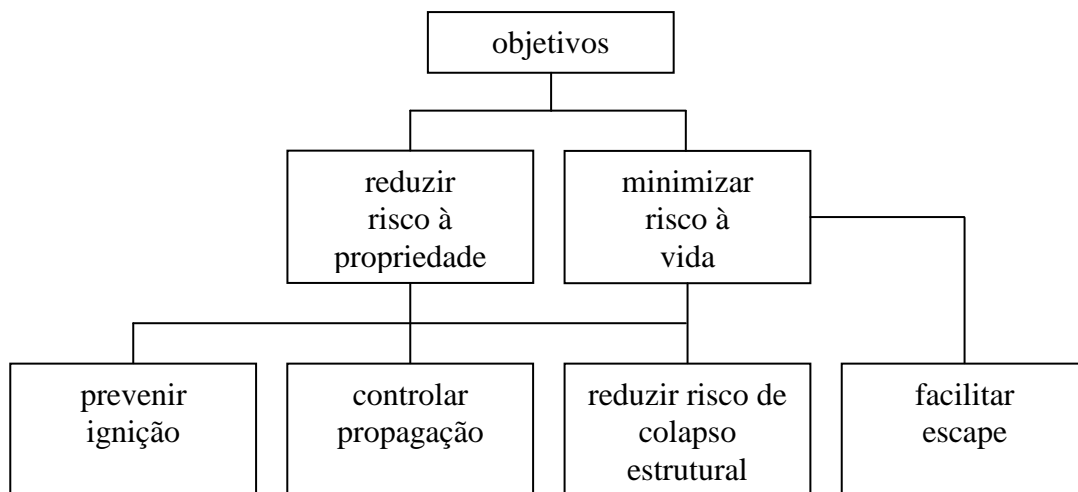 objetivos
reduzir
risco à
propriedade
minimizar
risco à
vida
prevenir
ignição
controlar
propagação
reduzir risco de
colapso
estrutural
facilitar
escape